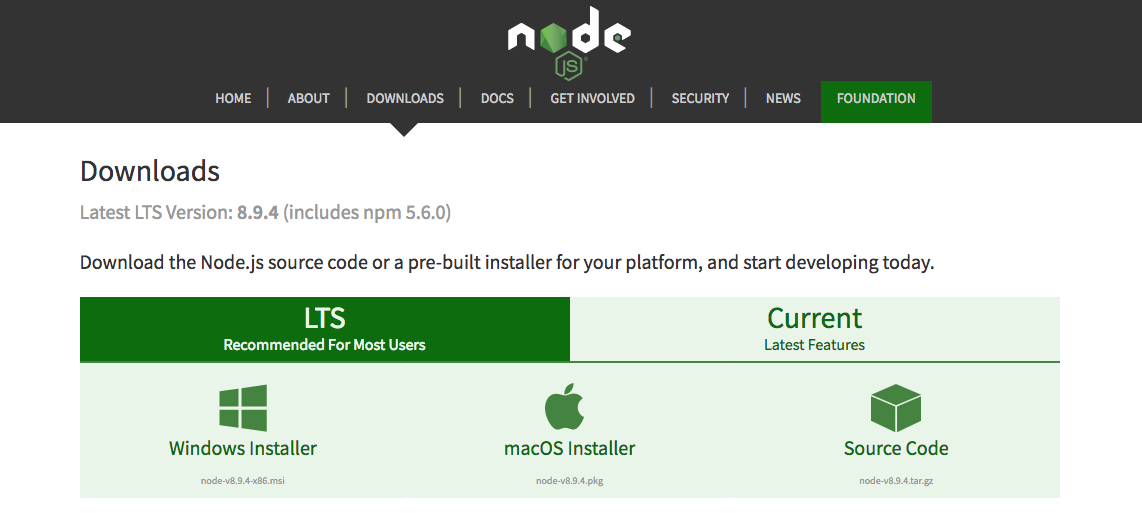 node
JS
HOME ABOUT DOWNLOADS DOCS GET INVOLVED SECURITY NEWS FOUNDATION
Downloads
Latest LTS Version: 8.9.4 (includes npm 5.6.0)
Download the Node.js source code or a pre-built installer for your platform, and start developing today.
LTS
Recommended For Most Users
Current
Latest Features
Windows Installer
node-v8.9.4-x86.msi
macOS Installer
node-v8.9.4.pkg
Source Code
node-v8.9.4.tar.gz